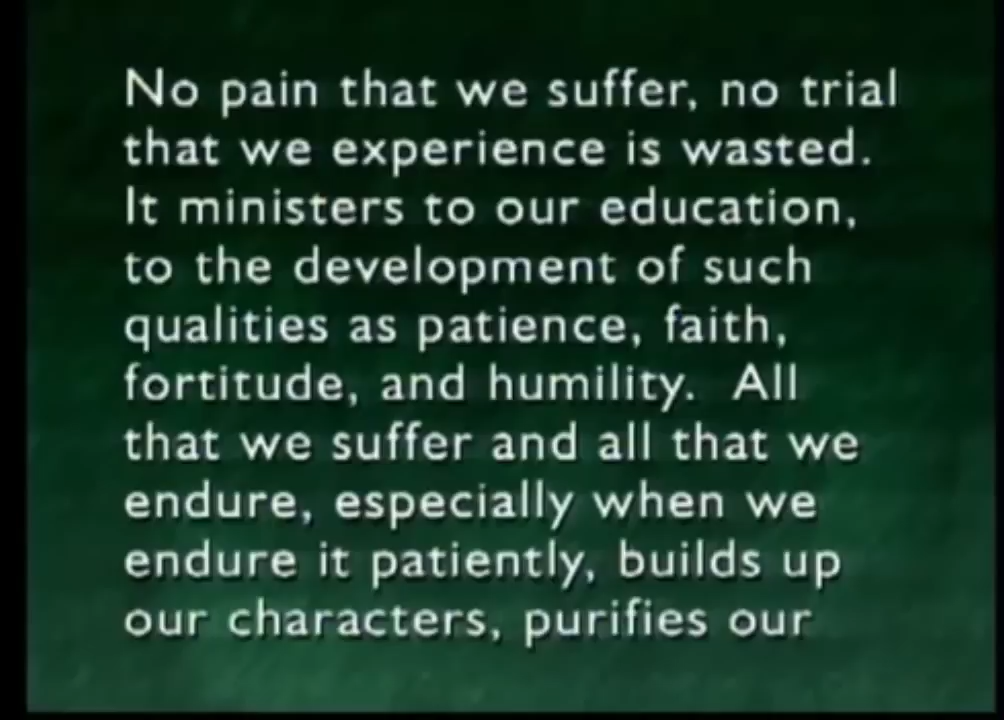 No pain that we suffer, no trial
that we experience is wasted.
It ministers to our education,
to the development of such
qualities as patience, faith,
fortitude, and humility.  All
that we suffer and all that we
endure, especially when we
endure it patiently, builds up
our characters, purifies our